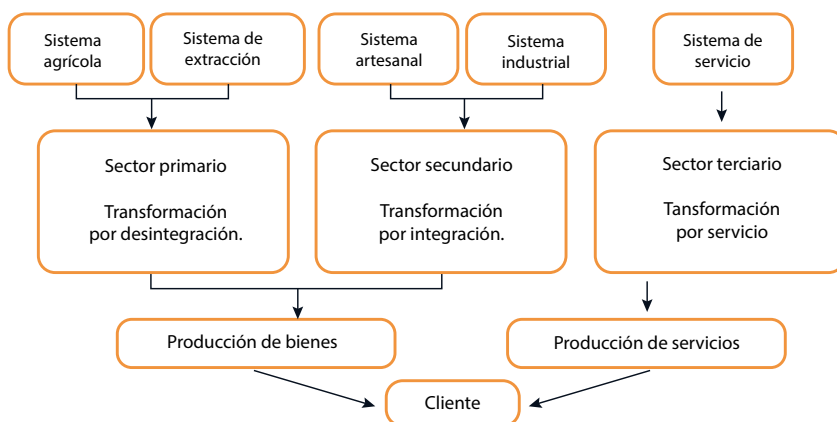 Sistema
agrícola
Sistema de
extracción
Sistema
artesanal
Sistema
industrial
Sistema de
servicio
Sector primario
Transformación
por desintegración.
Sector secundario
Transformación
por integración.
Sector terciario
Tansformación
por servicio
Producción de bienes
Producción de servicios
Cliente